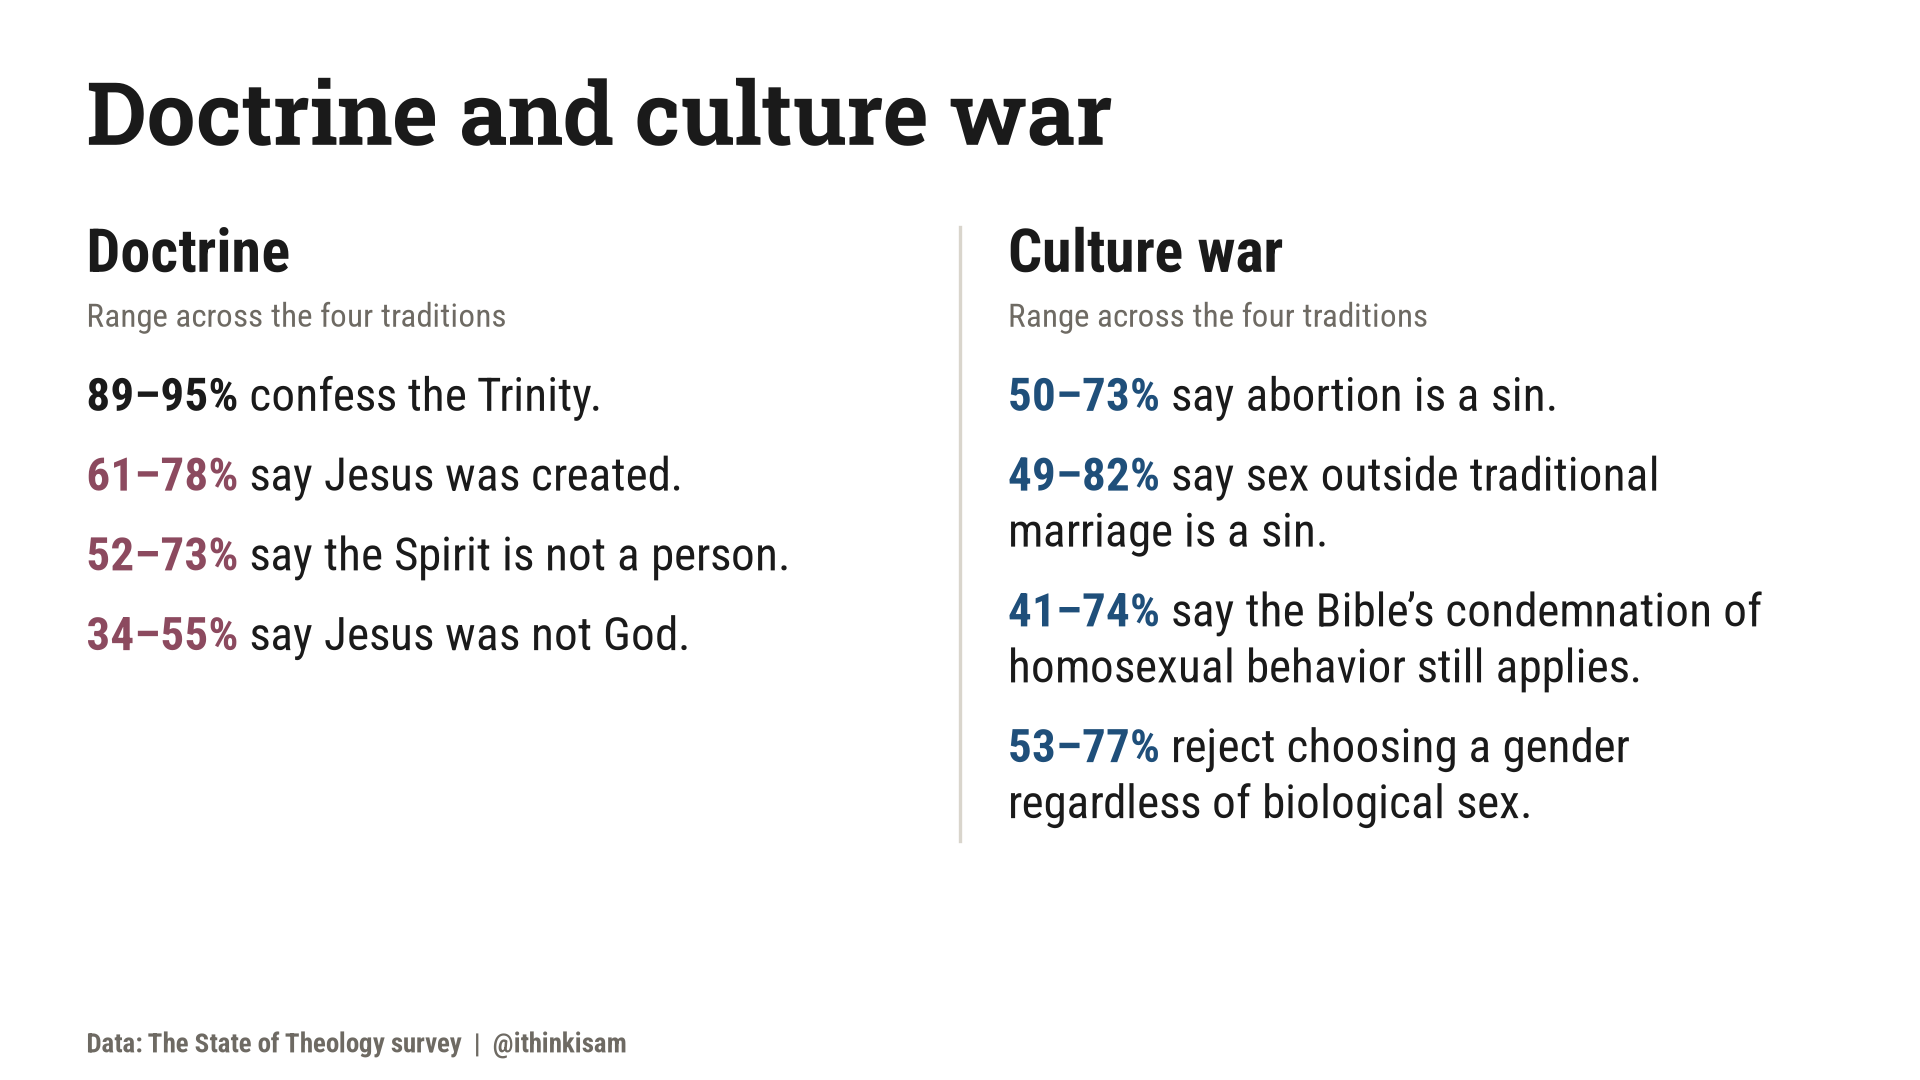 Doctrine and culture war
Doctrine
Range across the four traditions
89–95% confess the Trinity.
61–78% say Jesus was created.
52–73% say the Spirit is not a person.
34–55% say Jesus was not God.
Culture war
Range across the four traditions
50–73% say abortion is a sin.
49–82% say sex outside traditional
marriage is a sin.
41–74% say the Bible’s condemnation of
homosexual behavior still applies.
53–77% reject choosing a gender
regardless of biological sex.
Data: The State of Theology survey | @ithinkisam